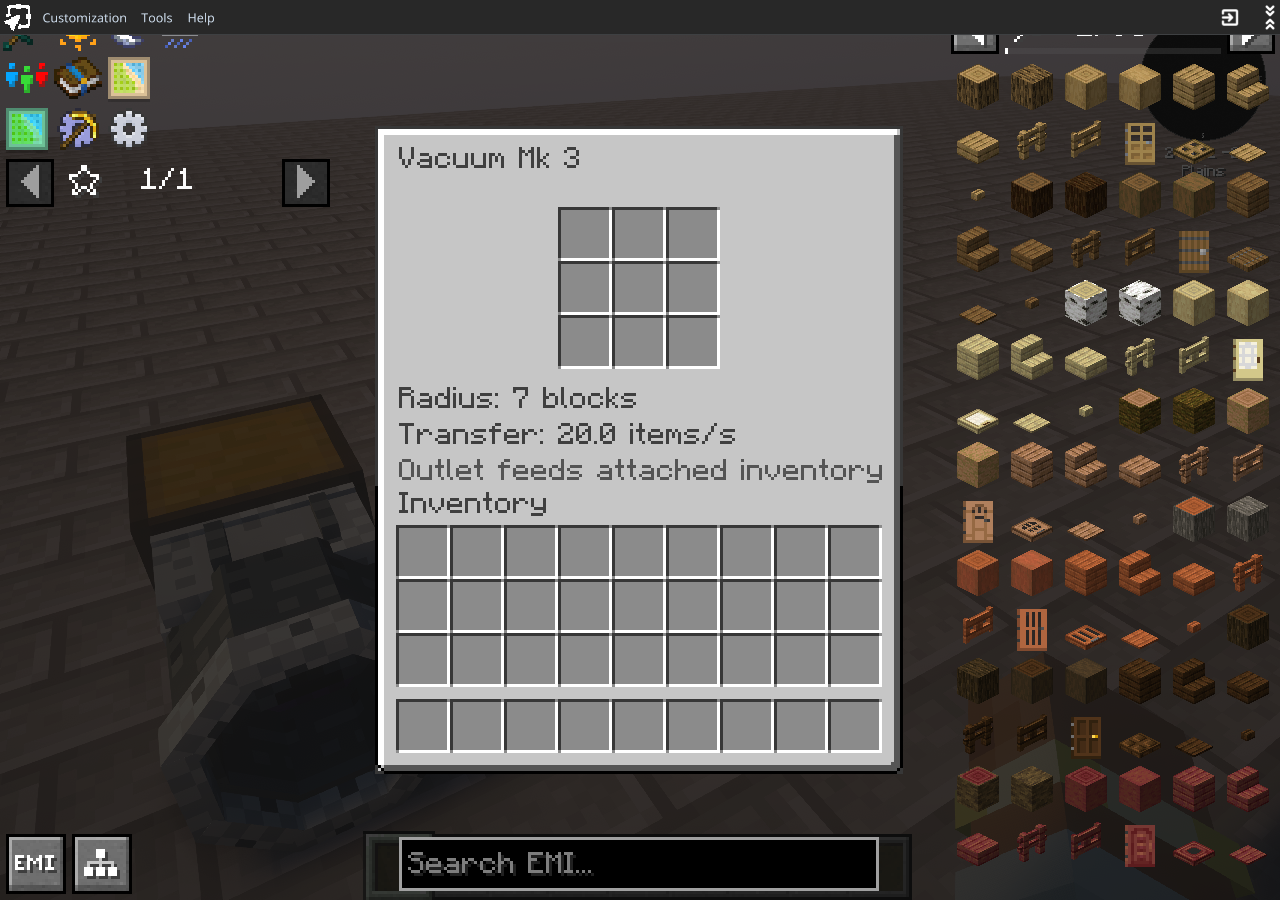 Customization Tools Help
Vacuum Mk 3
1/1
Plains
Radius: 7 blocks
Transfer: 20.0 items/s
Outlet feeds attached inventory
Inventory
EMI
Search EMI...